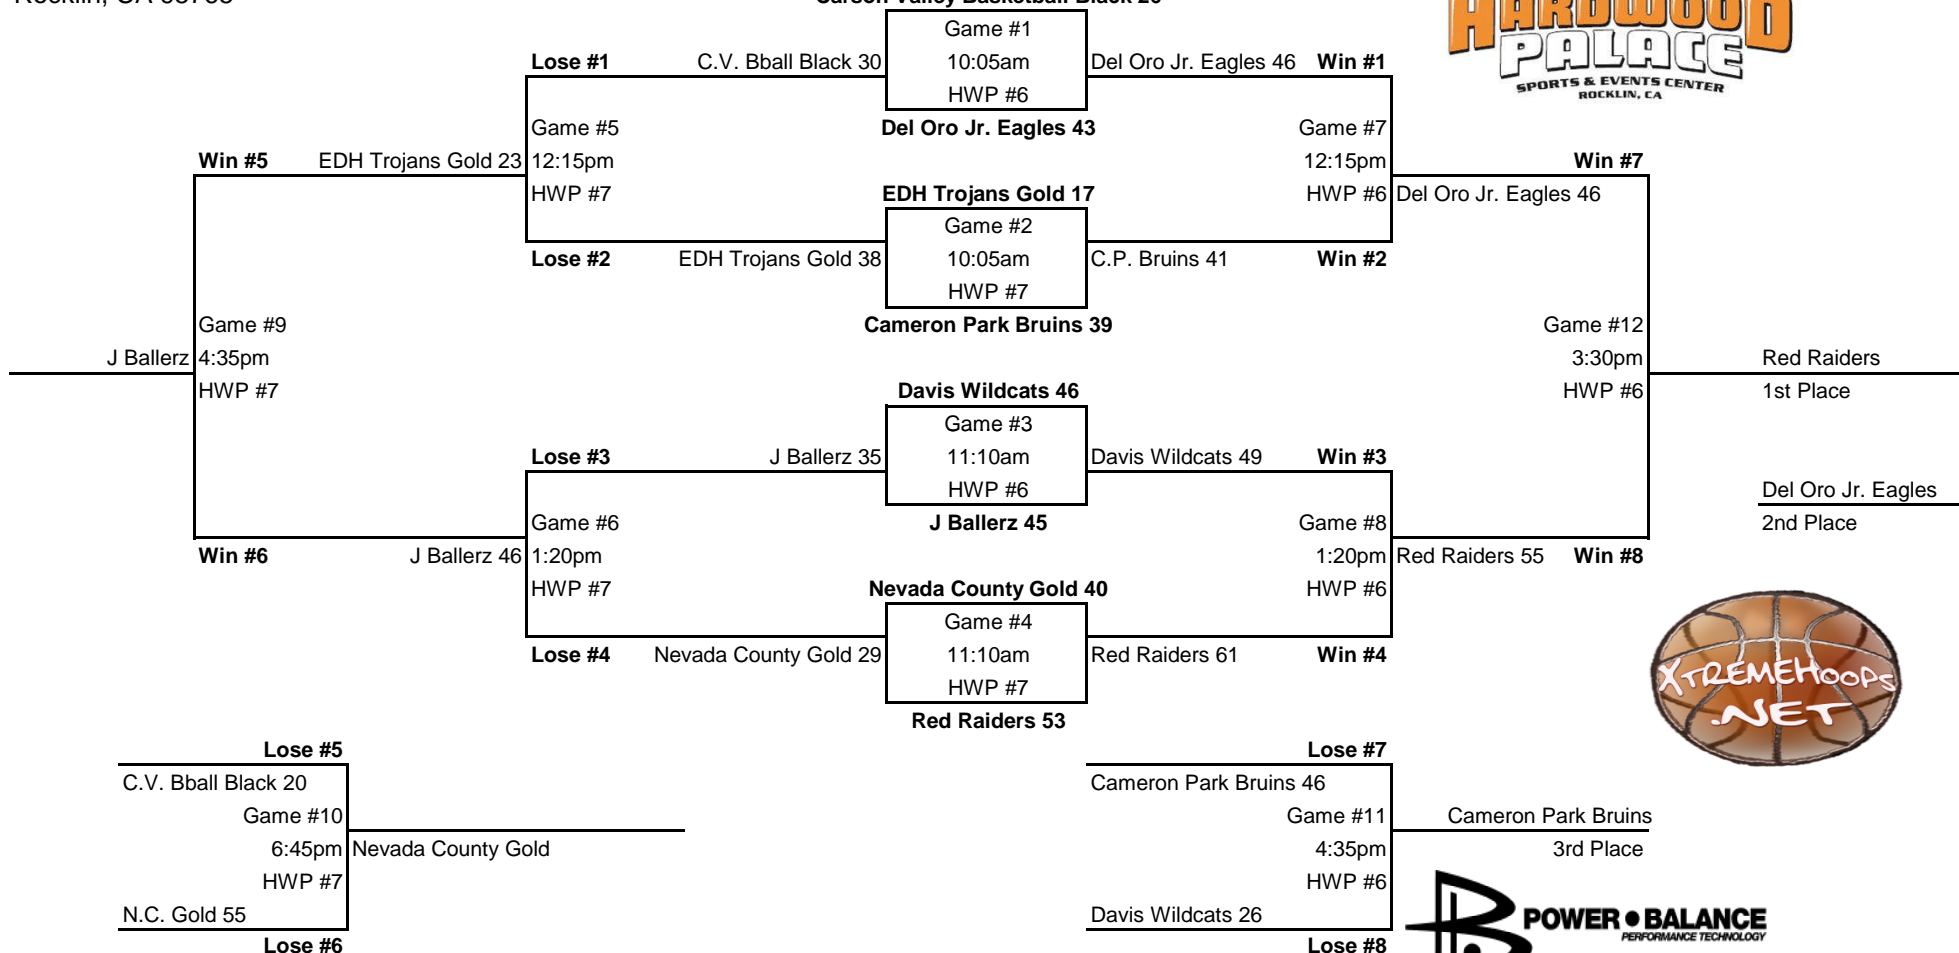 HARDWOOD
PALACE
SPORTS & EVENTS CENTER
ROCKLIN, CA
Game #1
Lose #1 C.V. Bball Black 30 10:05am Del Oro Jr. Eagles 46 Win #1
HWP #6
Game #5 Del Oro Jr. Eagles 43 Game #7
Win #5 EDH Trojans Gold 23 12:15pm 12:15pm Win #7
HWP #7 EDH Trojans Gold 17 HWP #6 Del Oro Jr. Eagles 46
Game #2
Lose #2 EDH Trojans Gold 38 10:05am C.P. Bruins 41 Win #2
HWP #7
Game #9 Cameron Park Bruins 39 Game #12
J Ballerz 4:35pm 3:30pm Red Raiders
HWP #7 Davis Wildcats 46 HWP #6 1st Place
Game #3
Lose #3 J Ballerz 35 11:10am Davis Wildcats 49 Win #3
HWP #6 Del Oro Jr. Eagles
Game #6 J Ballerz 45 Game #8 2nd Place
Win #6 J Ballerz 46 1:20pm 1:20pm Red Raiders 55 Win #8
HWP #7 Nevada County Gold 40 HWP #6
Game #4
Lose #4 Nevada County Gold 29 11:10am Red Raiders 61 Win #4
HWP #7
Red Raiders 53
XTREMEHOOPS
.NET
Lose #5 Lose #7
C.V. Bball Black 20 Cameron Park Bruins 46
Game #10 Game #11 Cameron Park Bruins
6:45pm Nevada County Gold 4:35pm 3rd Place
HWP #7 HWP #6
N.C. Gold 55 Davis Wildcats 26
Lose #6 Lose #8
POWER BALANCE
PERFORMANCE TECHNOLOGY